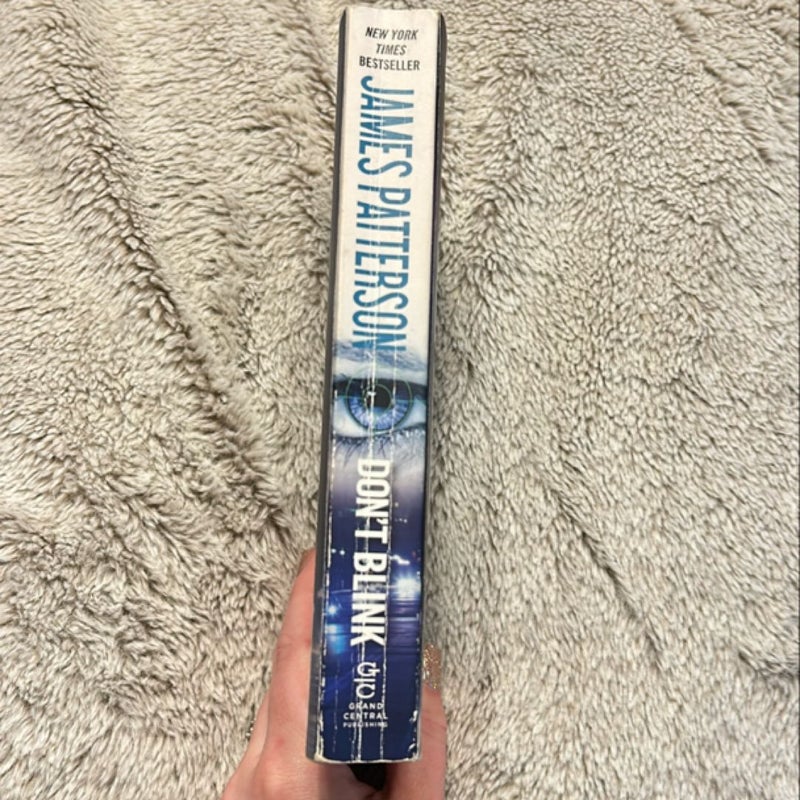 NEW YORK
TIMES
BESTSELLER
JAMES PATTERSON
DON'T BLINK
GRAND
CENTRAL
PUBLISHING